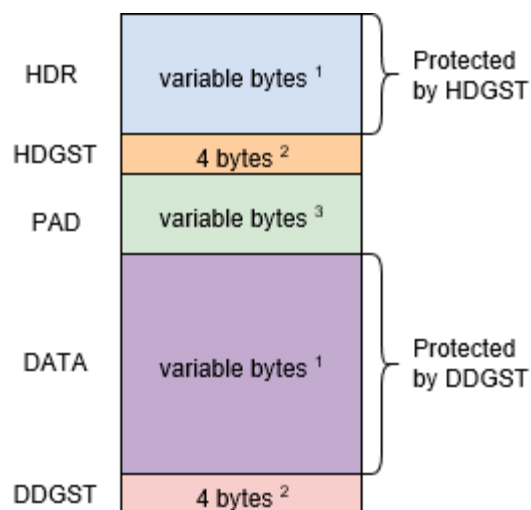 HDR
variable bytes ¹
Protected
by HDGST
HDGST
4 bytes ²
PAD
variable bytes ³
DATA
variable bytes ¹
Protected
by DDGST
DDGST
4 bytes ²